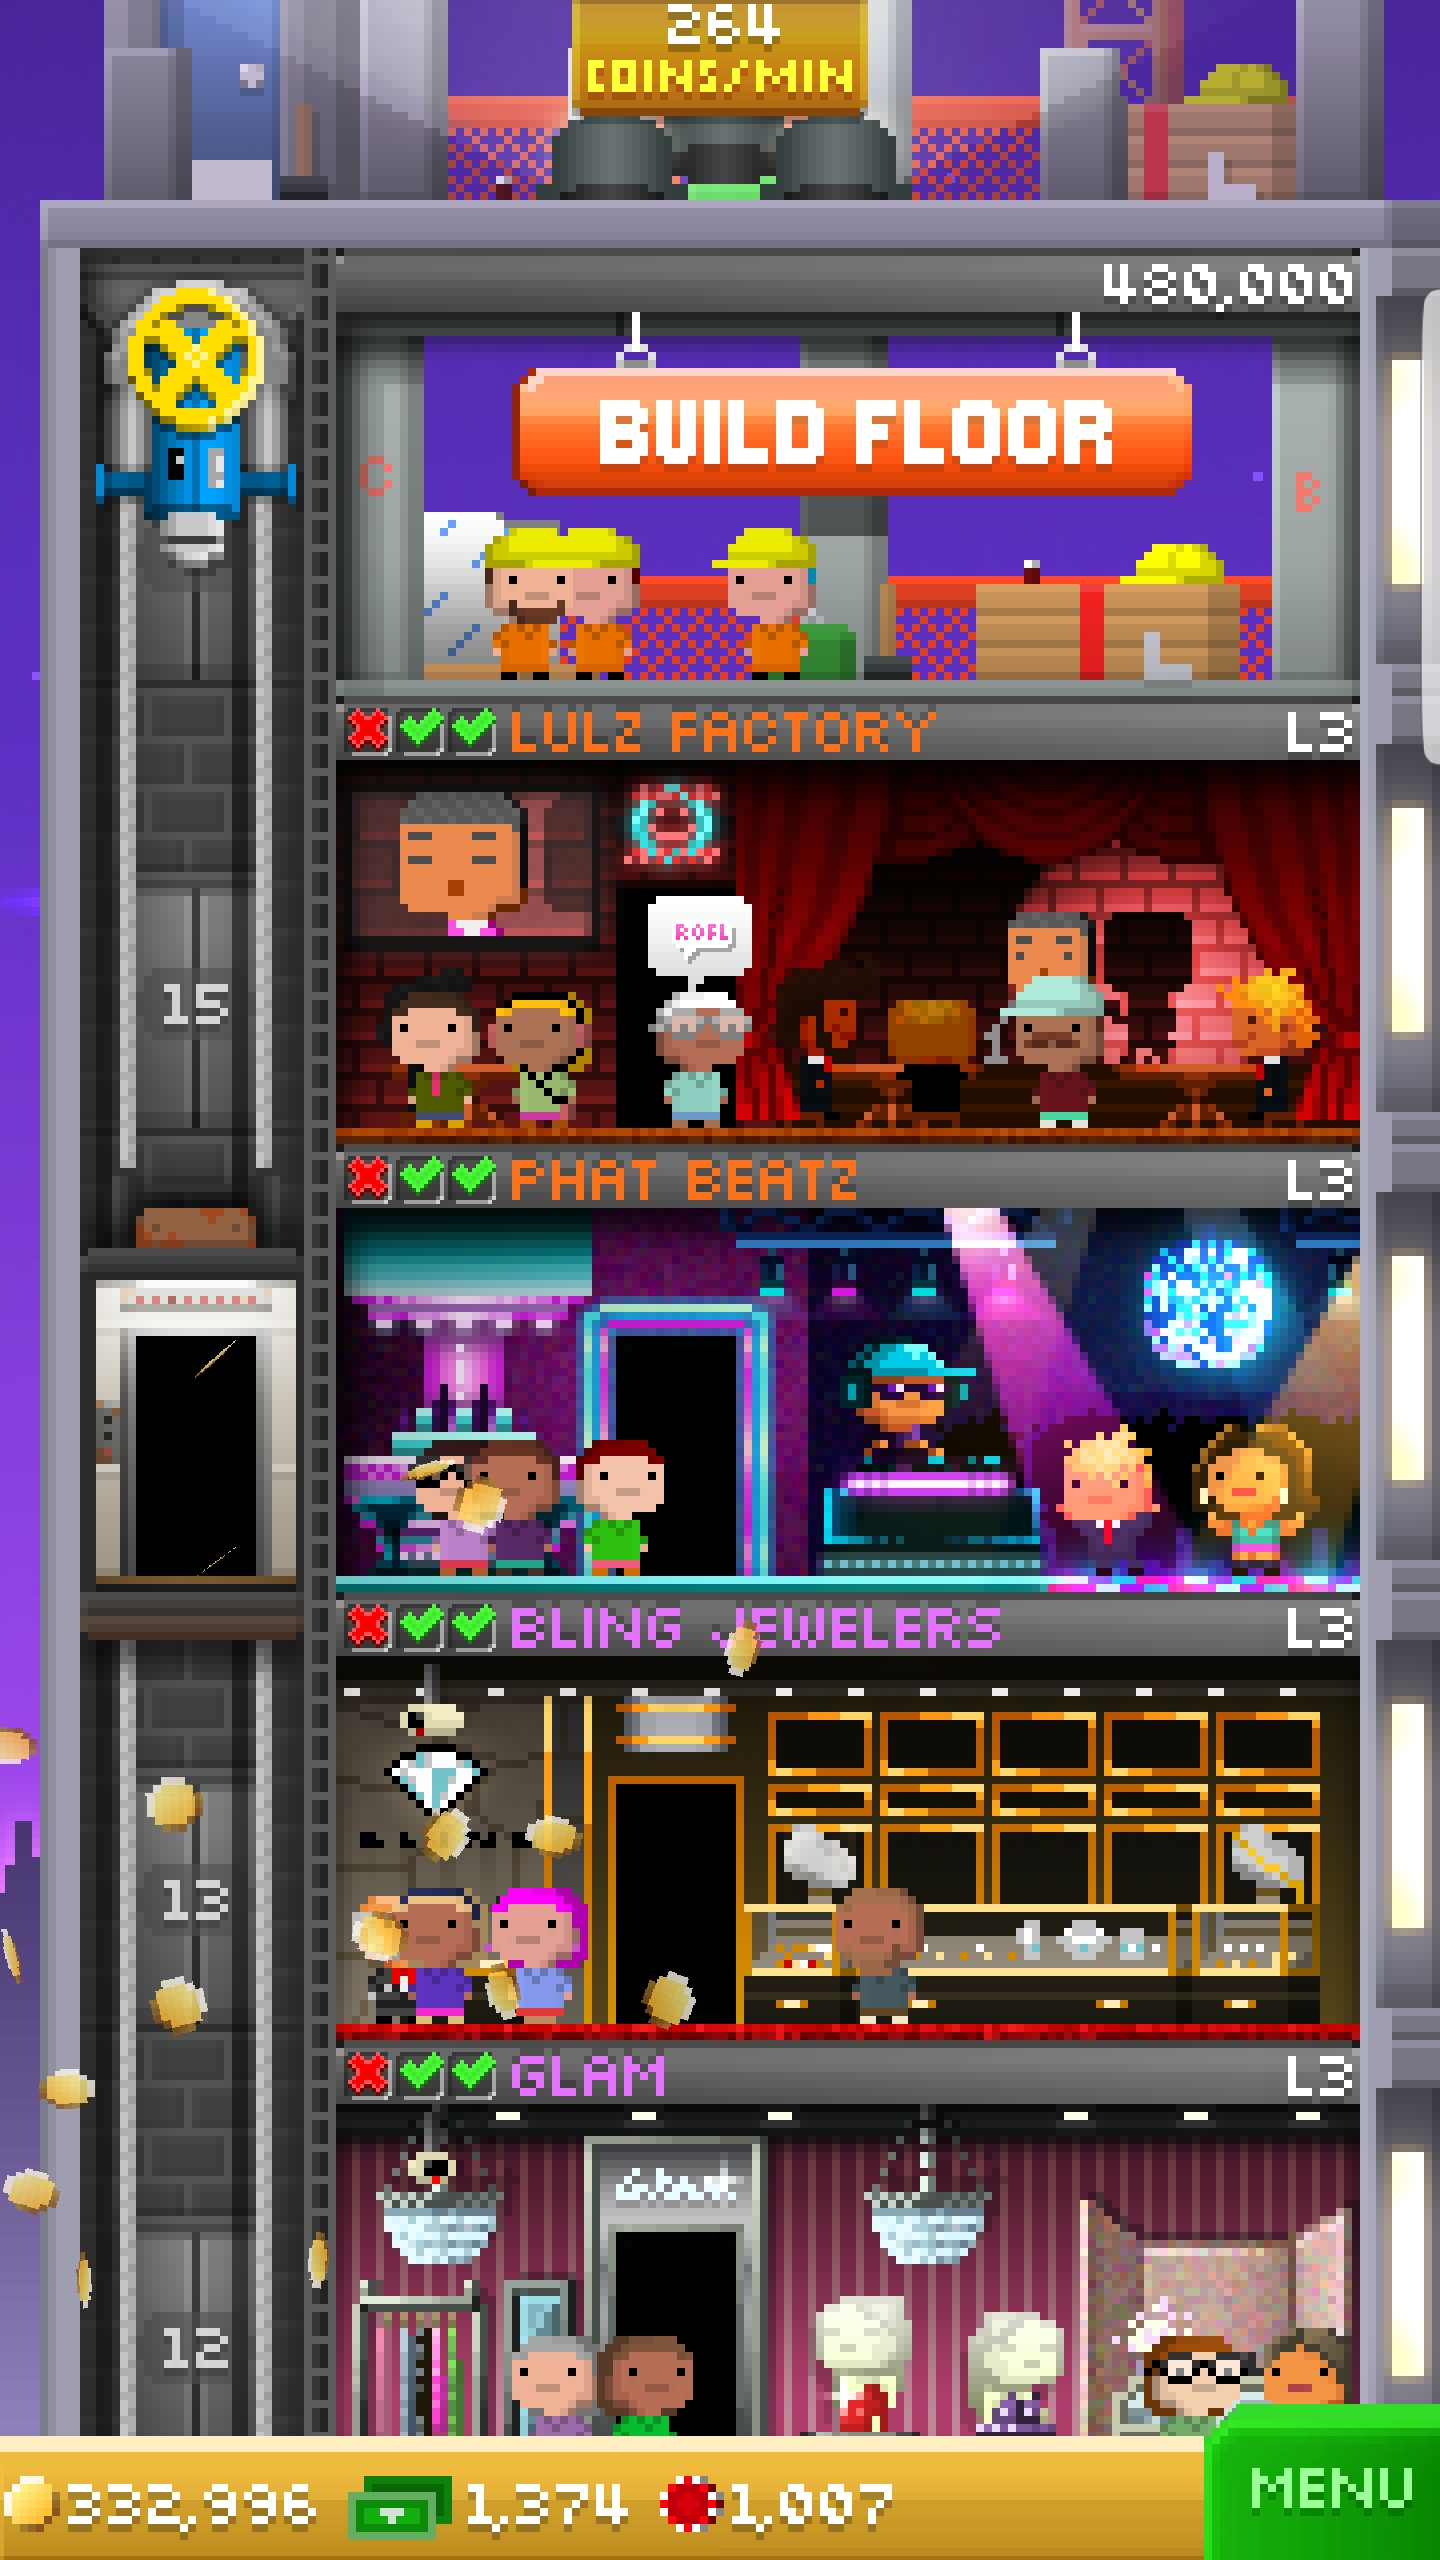 264
COINS/MIN
480,000
BUILD FLOOR
C
B
LULZ FACTORY L3
ROFL
15
PHAT BEATZ L3
BLING JEWELERS L3
13
GLAM L3
Glam
12
332,996 1,374 1,007
MENU